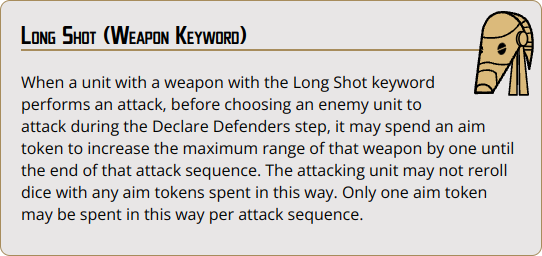 Long Shot (Weapon Keyword)
When a unit with a weapon with the Long Shot keyword
performs an attack, before choosing an enemy unit to
attack during the Declare Defenders step, it may spend an aim
token to increase the maximum range of that weapon by one until
the end of that attack sequence. The attacking unit may not reroll
dice with any aim tokens spent in this way. Only one aim token
may be spent in this way per attack sequence.